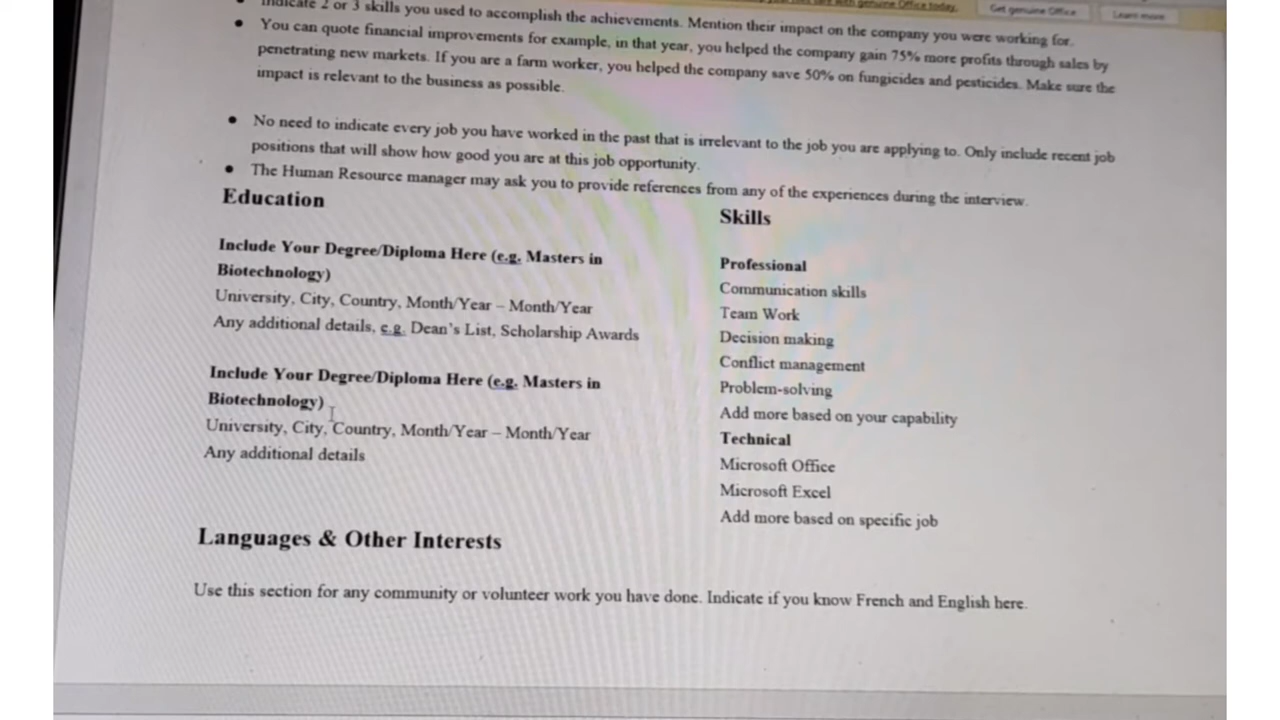 with genuine Office today.
Get genuine Office
Learn more
Indicate 2 or 3 skills you used to accomplish the achievements. Mention their impact on the company you were working for.
You can quote financial improvements for example, in that year, you helped the company gain 75% more profits through sales by
penetrating new markets. If you are a farm worker, you helped the company save 50% on fungicides and pesticides. Make sure the
impact is relevant to the business as possible.
No need to indicate every job you have worked in the past that is irrelevant to the job you are applying to. Only include recent job
positions that will show how good you are at this job opportunity.
The Human Resource manager may ask you to provide references from any of the experiences during the interview.
Education
Include Your Degree/Diploma Here (e.g. Masters in
Biotechnology)
University, City, Country, Month/Year – Month/Year
Any additional details, e.g. Dean's List, Scholarship Awards
Include Your Degree/Diploma Here (e.g. Masters in
Biotechnology)
University, City, Country, Month/Year – Month/Year
Any additional details
Skills
Professional
Communication skills
Team Work
Decision making
Conflict management
Problem-solving
Add more based on your capability
Technical
Microsoft Office
Microsoft Excel
Add more based on specific job
Languages & Other Interests
Use this section for any community or volunteer work you have done. Indicate if you know French and English here.